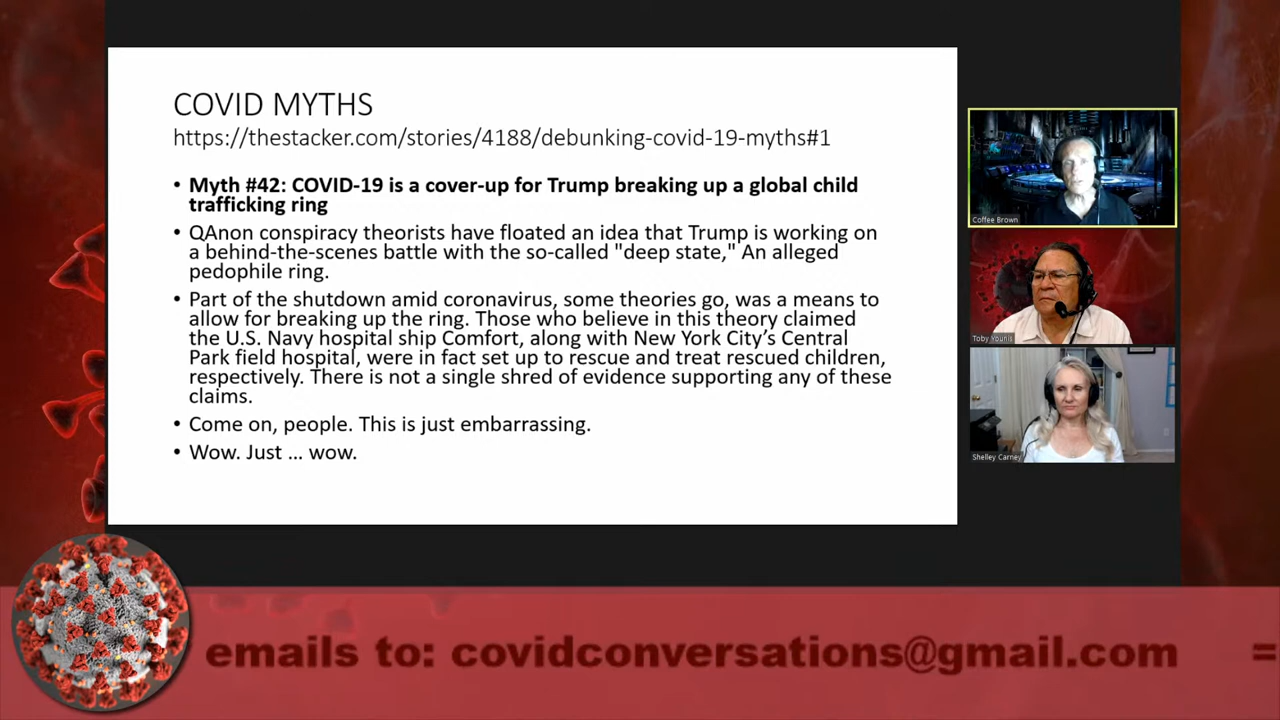 COVID MYTHS
https://thestacker.com/stories/4188/debunking-covid-19-myths#1
• Myth #42: COVID-19 is a cover-up for Trump breaking up a global child
trafficking ring
• QAnon conspiracy theorists have floated an idea that Trump is working on
a behind-the-scenes battle with the so-called "deep state," An alleged
pedophile ring.
• Part of the shutdown amid coronavirus, some theories go, was a means to
allow for breaking up the ring. Those who believe in this theory claimed
the U.S. Navy hospital ship Comfort, along with New York City’s Central
Park field hospital, were in fact set up to rescue and treat rescued children,
respectively. There is not a single shred of evidence supporting any of these
claims.
• Come on, people. This is just embarrassing.
• Wow. Just … wow.
Coffee Brown
Toby Younis
Shelley Carney
emails to: covidconversations@gmail.com =